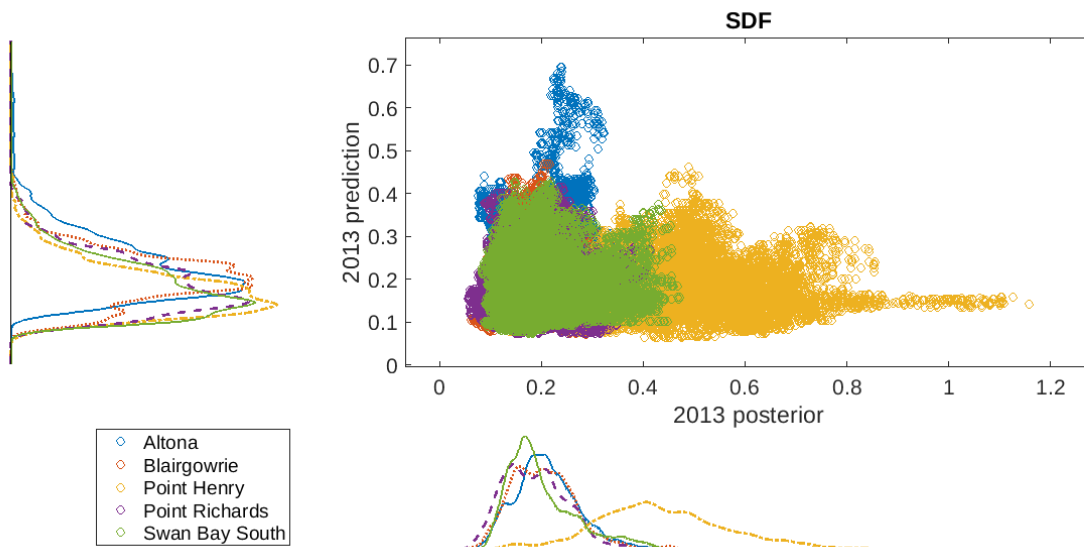 SDF
2013 prediction
0.7
0.6
0.5
0.4
0.3
0.2
0.1
0
0 0.2 0.4 0.6 0.8 1 1.2
2013 posterior
Altona
Blairgowrie
Point Henry
Point Richards
Swan Bay South